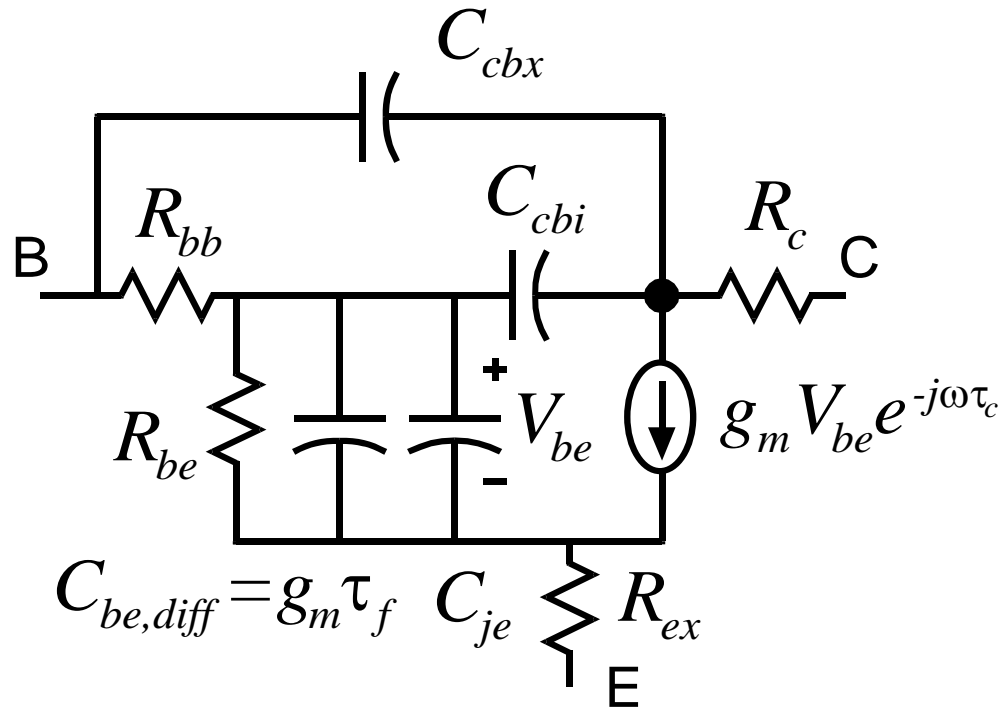 C_cbx
C_cbi
R_bb
R_c
B
C
R_be
+
V_be
−
g_m V_be e^-jωτ_c
C_be,diff = g_m τ_f
C_je
R_ex
E